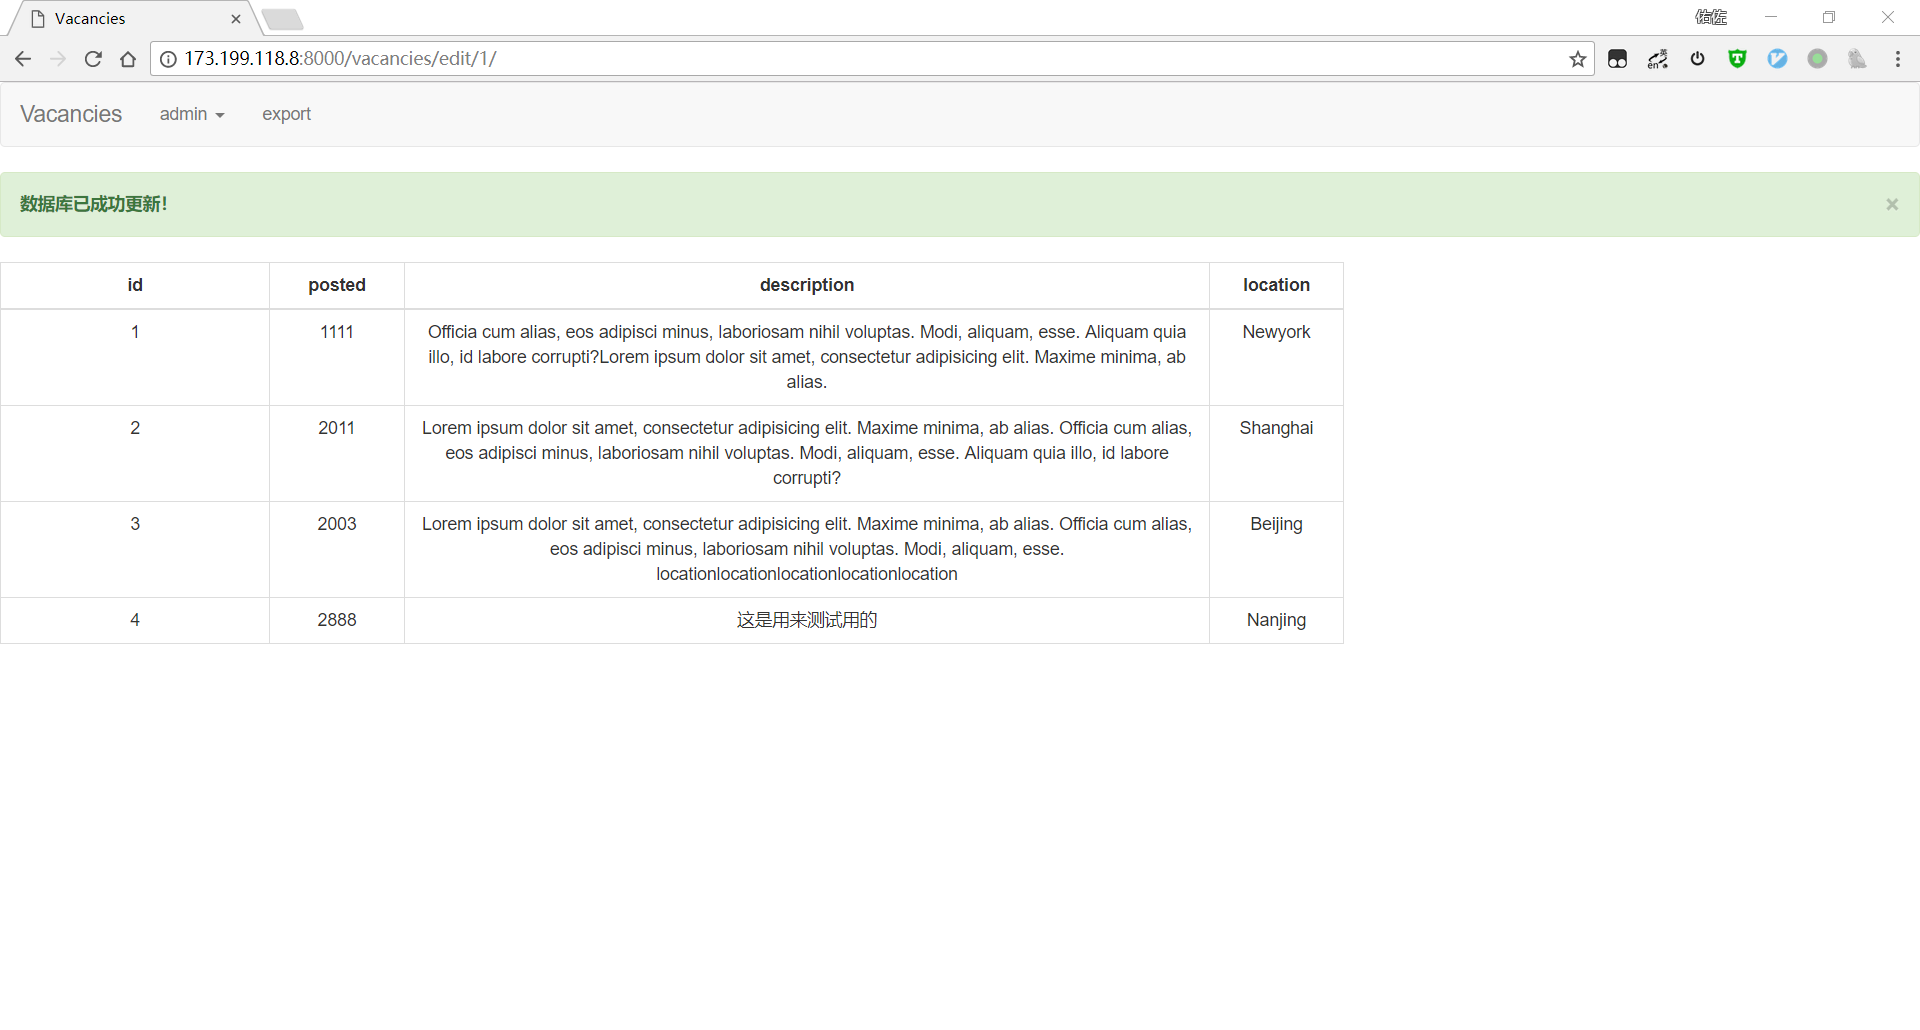 Vacancies
佑佐
173.199.118.8:8000/vacancies/edit/1/
英
en
Vacancies admin export
数据库已成功更新!
×
id posted description location
1 1111 Officia cum alias, eos adipisci minus, laboriosam nihil voluptas. Modi, aliquam, esse. Aliquam quia Newyork
illo, id labore corrupti?Lorem ipsum dolor sit amet, consectetur adipisicing elit. Maxime minima, ab
alias.
2 2011 Lorem ipsum dolor sit amet, consectetur adipisicing elit. Maxime minima, ab alias. Officia cum alias, Shanghai
eos adipisci minus, laboriosam nihil voluptas. Modi, aliquam, esse. Aliquam quia illo, id labore
corrupti?
3 2003 Lorem ipsum dolor sit amet, consectetur adipisicing elit. Maxime minima, ab alias. Officia cum alias, Beijing
eos adipisci minus, laboriosam nihil voluptas. Modi, aliquam, esse.
locationlocationlocationlocationlocation
4 2888 这是用来测试用的 Nanjing